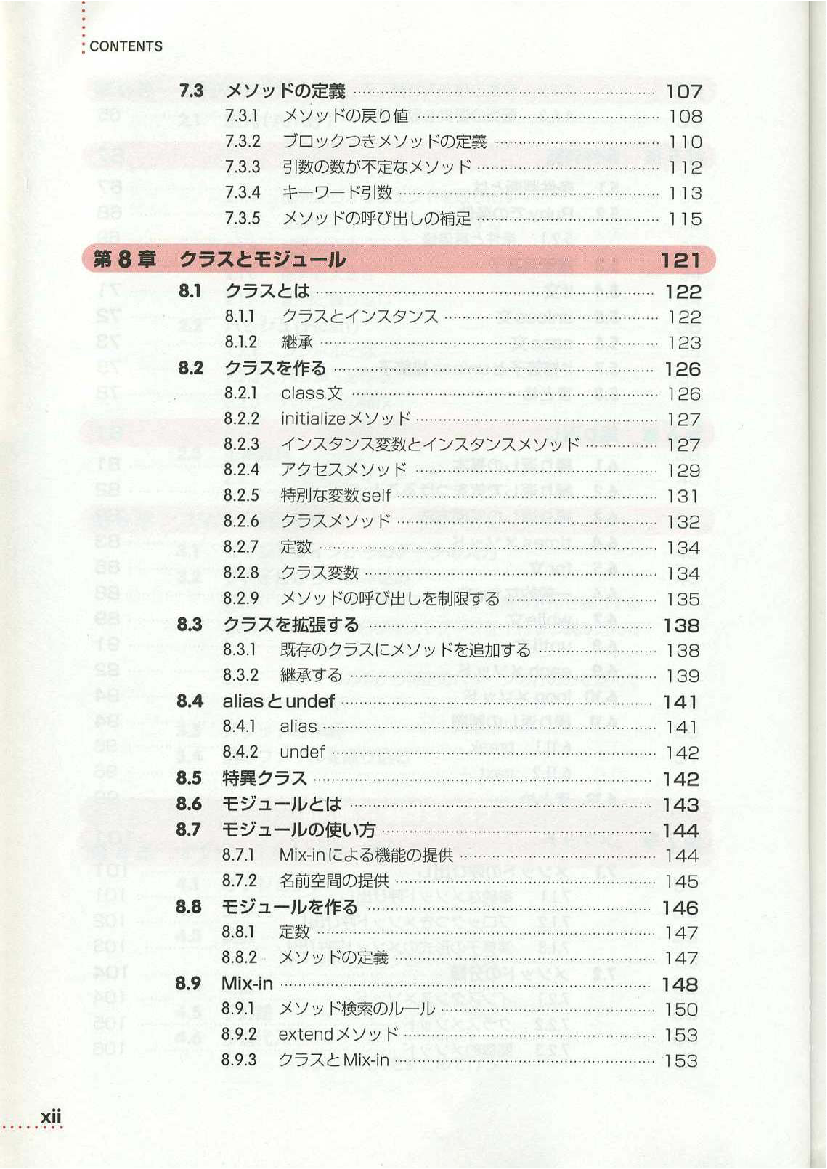 CONTENTS
7.3 メソッドの定義 107
7.3.1 メソッドの戻り値 108
7.3.2 ブロックつきメソッドの定義 110
7.3.3 引数の数が不定なメソッド 112
7.3.4 キーワード引数 113
7.3.5 メソッドの呼び出しの補足 115
第8章 クラスとモジュール 121
8.1 クラスとは 122
8.1.1 クラスとインスタンス 122
8.1.2 継承 123
8.2 クラスを作る 126
8.2.1 class文 126
8.2.2 initializeメソッド 127
8.2.3 インスタンス変数とインスタンスメソッド 127
8.2.4 アクセスメソッド 129
8.2.5 特別な変数self 131
8.2.6 クラスメソッド 132
8.2.7 定数 134
8.2.8 クラス変数 134
8.2.9 メソッドの呼び出しを制限する 135
8.3 クラスを拡張する 138
8.3.1 既存のクラスにメソッドを追加する 138
8.3.2 継承する 139
8.4 aliasとundef 141
8.4.1 alias 141
8.4.2 undef 142
8.5 特異クラス 142
8.6 モジュールとは 143
8.7 モジュールの使い方 144
8.7.1 Mix-inによる機能の提供 144
8.7.2 名前空間の提供 145
8.8 モジュールを作る 146
8.8.1 定数 147
8.8.2 メソッドの定義 147
8.9 Mix-in 148
8.9.1 メソッド検索のルール 150
8.9.2 extendメソッド 153
8.9.3 クラスとMix-in 153
xii